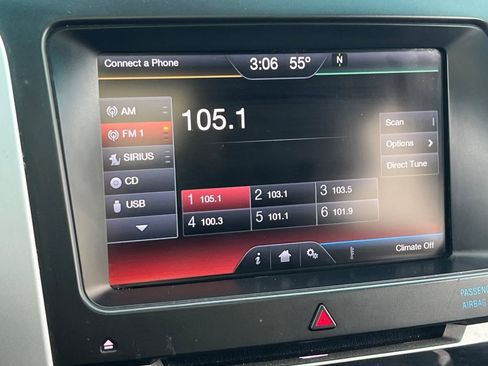 Connect a Phone 3:06 55° N
AM
FM 1
SIRIUS
CD
USB
105.1
Scan
Options
Direct Tune
1 105.1 2 103.1 3 103.5
4 100.3 5 101.1 6 101.9
i
Climate Off
PASSENG
AIRBAG